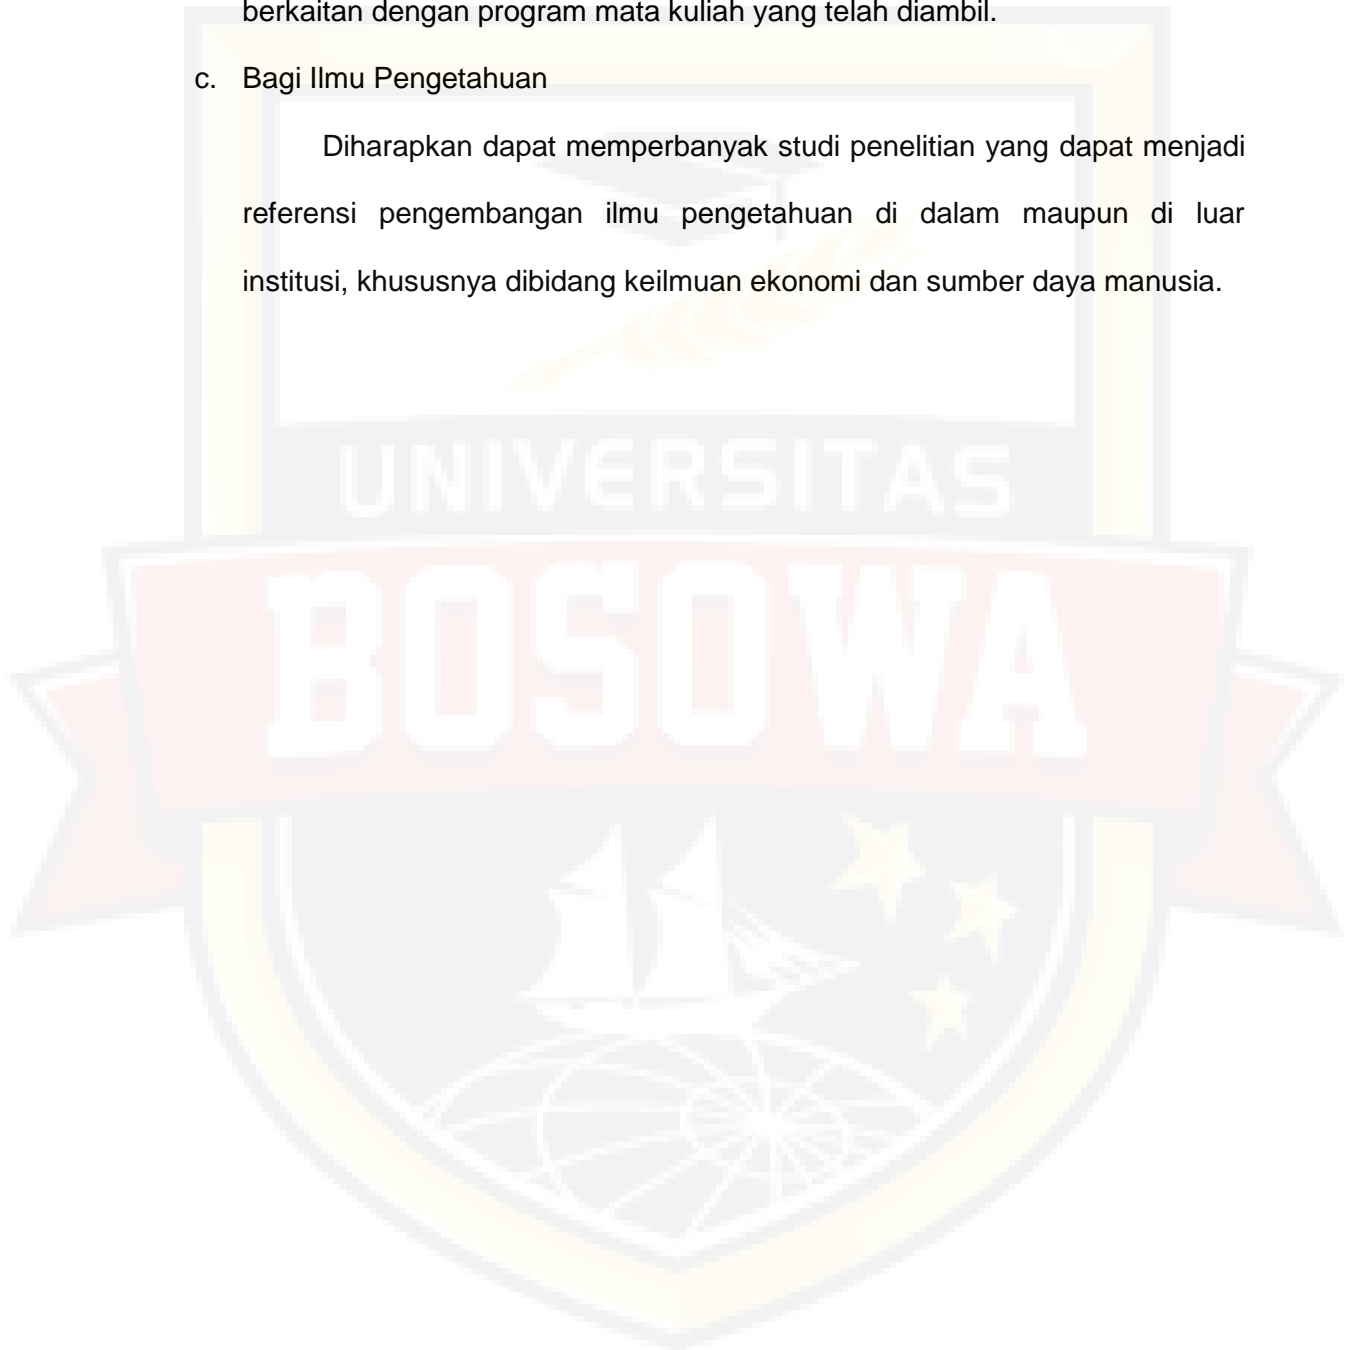 berkaitan dengan program mata kuliah yang telah diambil.
c. Bagi Ilmu Pengetahuan
Diharapkan dapat memperbanyak studi penelitian yang dapat menjadi
referensi pengembangan ilmu pengetahuan di dalam maupun di luar
institusi, khususnya dibidang keilmuan ekonomi dan sumber daya manusia.
UNIVERSITAS
BOSOWA